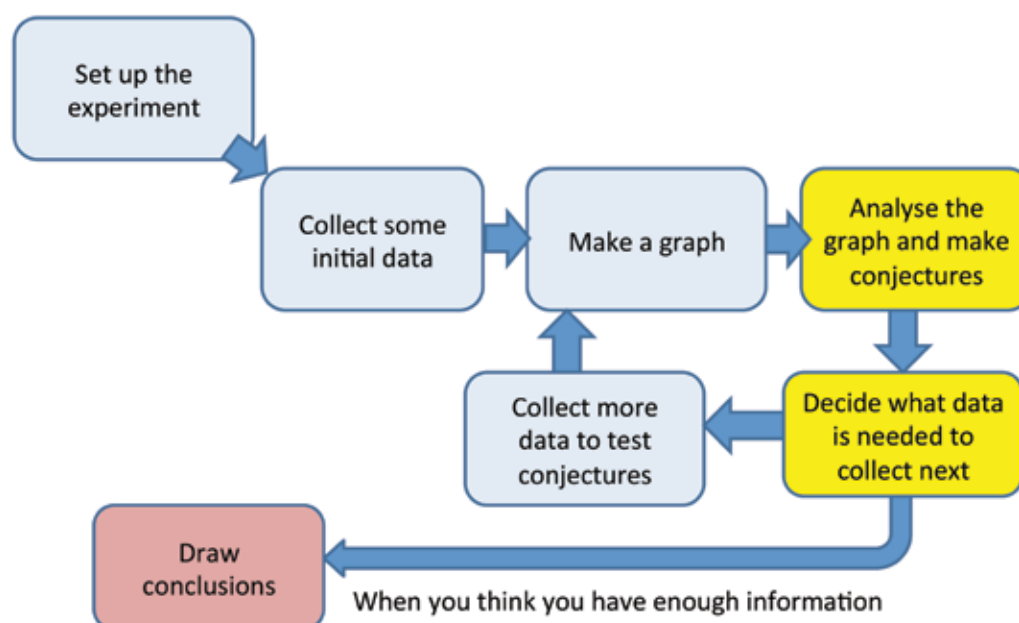 Set up the
experiment
Collect some
initial data
Make a graph
Analyse the
graph and make
conjectures
Decide what data
is needed to
collect next
Collect more
data to test
conjectures
Draw
conclusions
When you think you have enough information